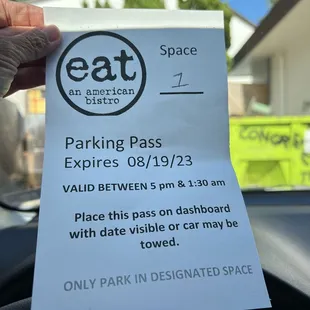 eat
an american
bistro
Space
1
Parking Pass
Expires 08/19/23
VALID BETWEEN 5 pm & 1:30 am
Place this pass on dashboard
with date visible or car may be
towed.
ONLY PARK IN DESIGNATED SPACE